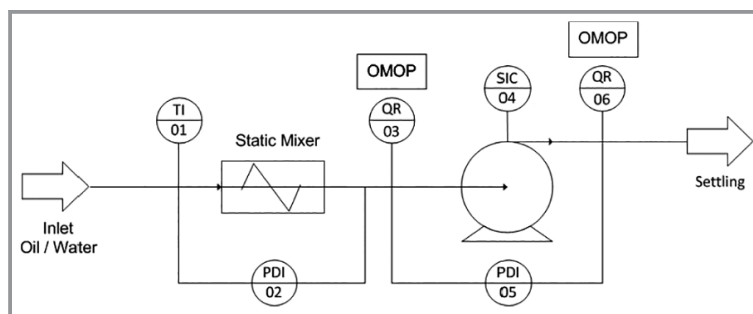 OMOP
OMOP
TI
01
Static Mixer
QR
03
SIC
04
QR
06
Inlet
Oil / Water
Settling
PDI
02
PDI
05